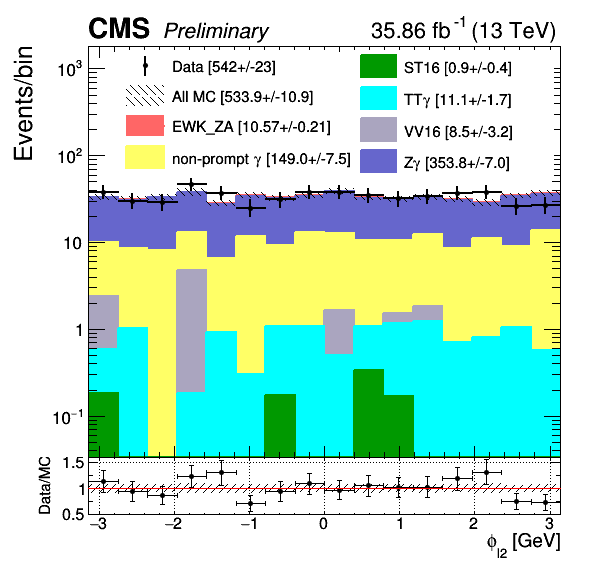 CMS Preliminary 35.86 fb⁻¹ (13 TeV)
Events/bin
Data [542+/-23]
All MC [533.9+/-10.9]
EWK_ZA [10.57+/-0.21]
non-prompt γ [149.0+/-7.5]
ST16 [0.9+/-0.4]
TTγ [11.1+/-1.7]
VV16 [8.5+/-3.2]
Zγ [353.8+/-7.0]
10³
10²
10
1
10⁻¹
Data/MC
1.5
1
0.5
−3 −2 −1 0 1 2 3
ϕ_l2 [GeV]